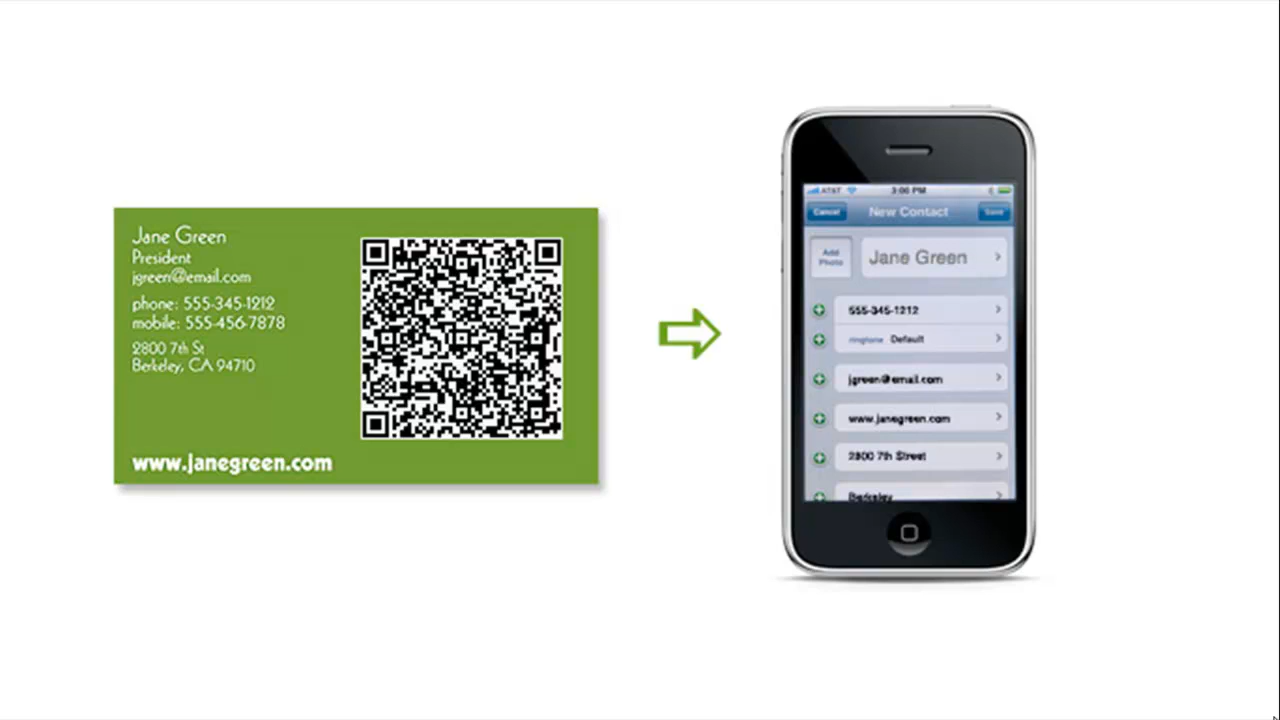 Jane Green
President
jgreen@email.com
phone: 555-345-1212
mobile: 555-456-7878
2800 7th St
Berkeley, CA 94710
www.janegreen.com
AT&T 3:00 PM
Cancel New Contact Save
Add
Photo
Jane Green
555-345-1212
ringtone Default
jgreen@email.com
www.janegreen.com
2800 7th Street
Berkeley